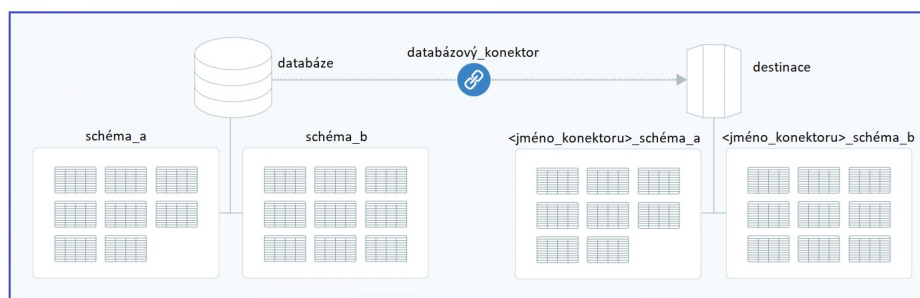 databázový_konektor
databáze
destinace
schéma_a
schéma_b
<jméno_konektoru>_schéma_a
<jméno_konektoru>_schéma_b